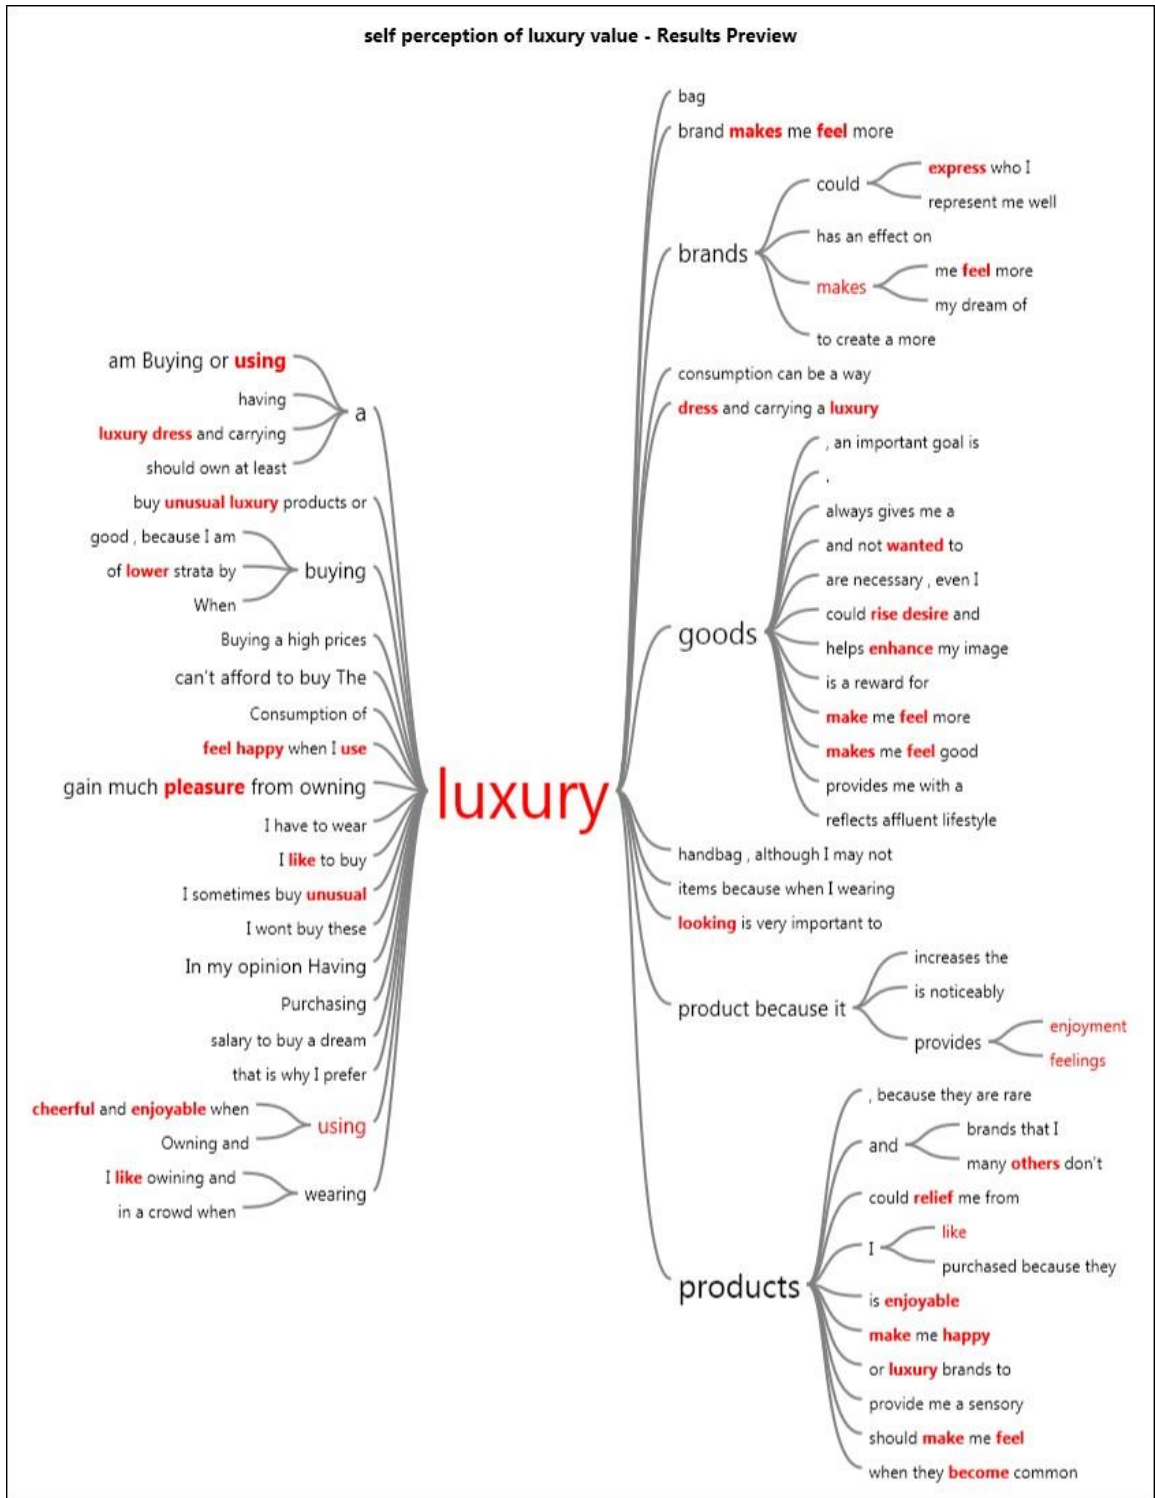 self perception of luxury value - Results Preview
am Buying or using
having
luxury dress and carrying
should own at least
a
buy unusual luxury products or
good , because I am
of lower strata by
When
buying
Buying a high prices
can't afford to buy The
Consumption of
feel happy when I use
gain much pleasure from owning
I have to wear
I like to buy
I sometimes buy unusual
I wont buy these
In my opinion Having
Purchasing
salary to buy a dream
that is why I prefer
cheerful and enjoyable when
Owning and
using
I like owining and
in a crowd when
wearing
luxury
bag
brand makes me feel more
brands
could
express who I
represent me well
has an effect on
makes
me feel more
my dream of
to create a more
consumption can be a way
dress and carrying a luxury
goods
, an important goal is
.
always gives me a
and not wanted to
are necessary , even I
could rise desire and
helps enhance my image
is a reward for
make me feel more
makes me feel good
provides me with a
reflects affluent lifestyle
handbag , although I may not
items because when I wearing
looking is very important to
product because it
increases the
is noticeably
provides
enjoyment
feelings
products
, because they are rare
and
brands that I
many others don't
could relief me from
I
like
purchased because they
is enjoyable
make me happy
or luxury brands to
provide me a sensory
should make me feel
when they become common